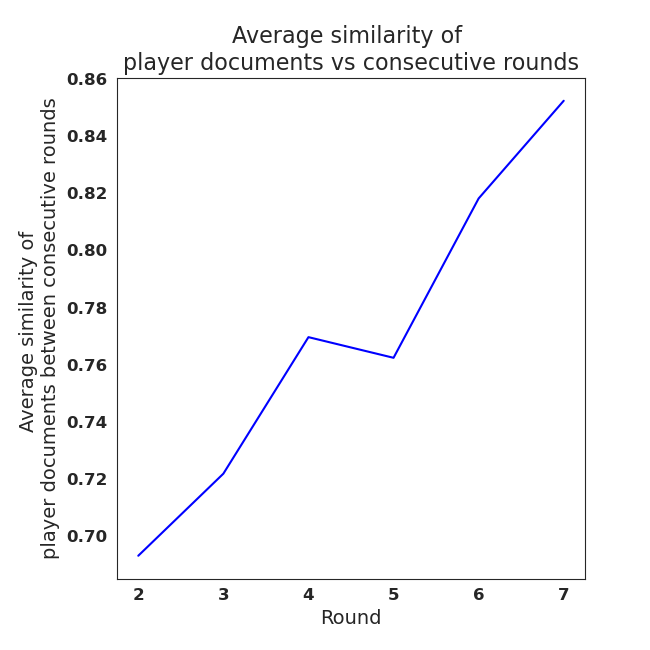 Average similarity of
player documents vs consecutive rounds
Average similarity of
player documents between consecutive rounds
0.86
0.84
0.82
0.80
0.78
0.76
0.74
0.72
0.70
2 3 4 5 6 7
Round